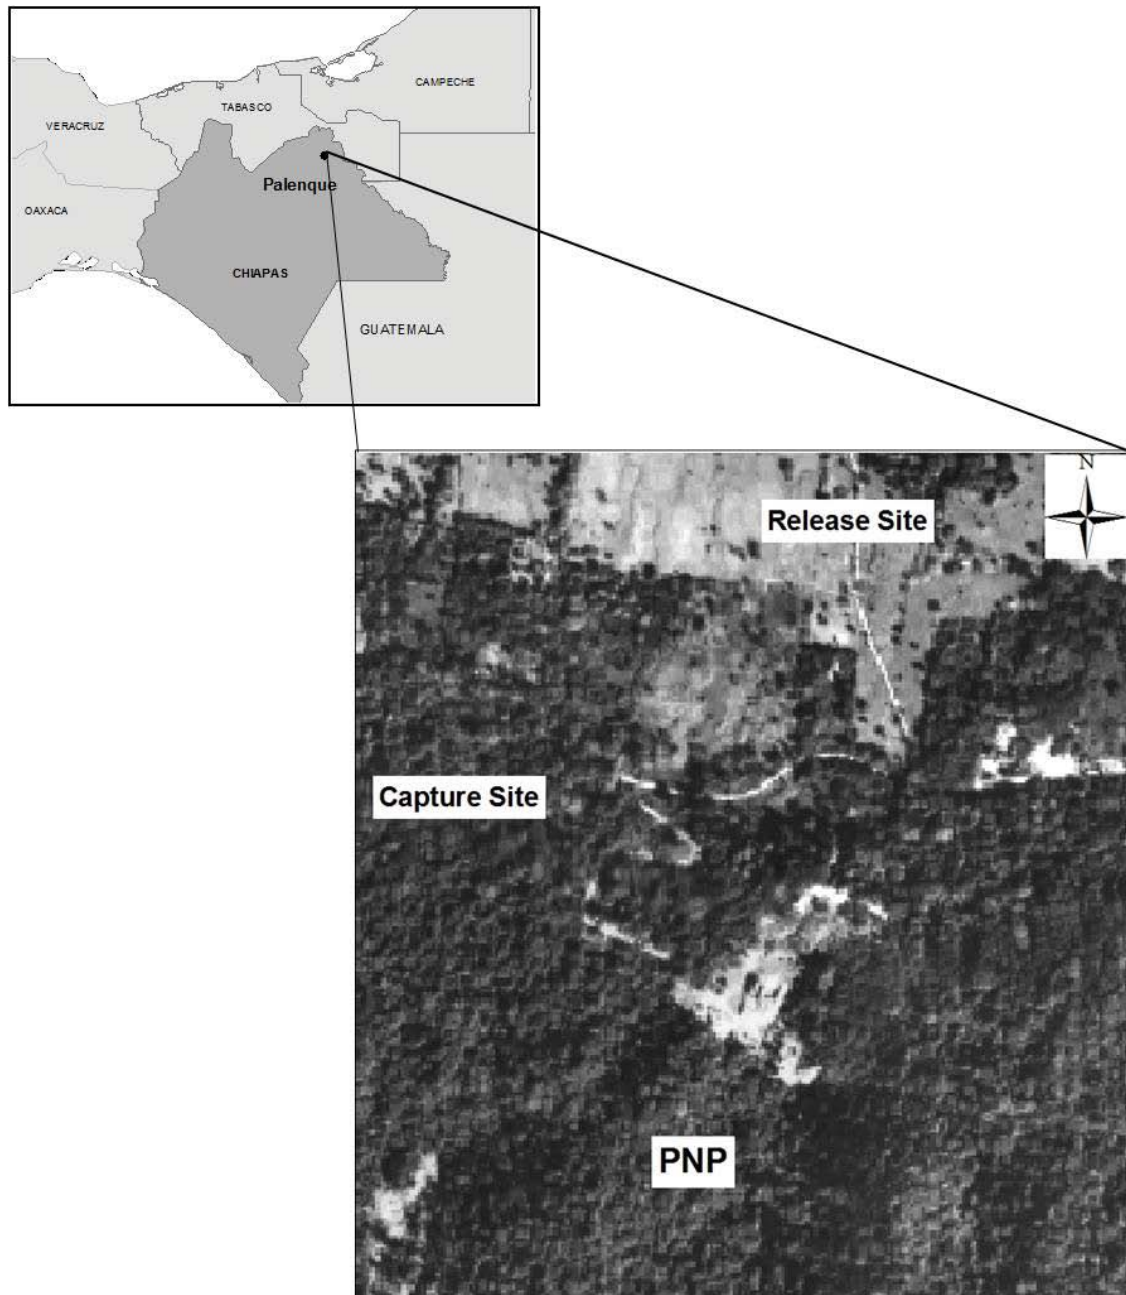 CAMPECHE
TABASCO
VERACRUZ
Palenque
OAXACA
CHIAPAS
GUATEMALA
N
Release Site
Capture Site
PNP